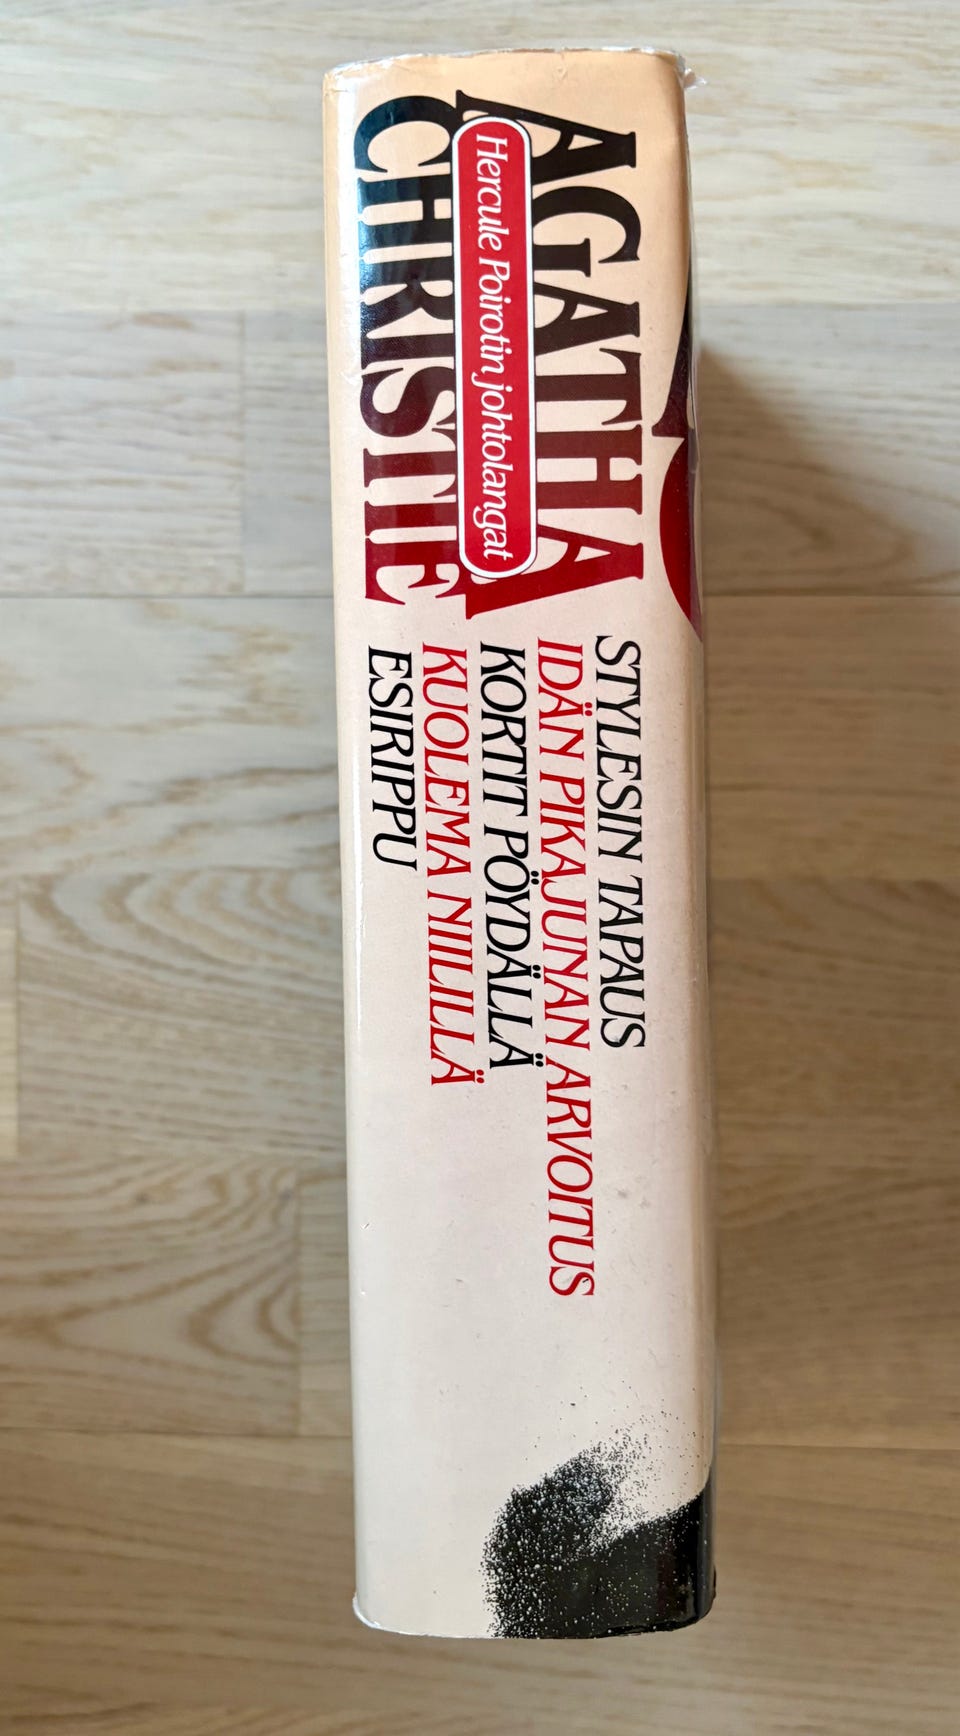 AGATHA
CHRISTIE
Hercule Poirotin johtolangat
STYLESIN TAPAUS
IDÄN PIKAJUNAN ARVOITUS
KORTIT PÖYDÄLLÄ
KUOLEMA NIILILLÄ
ESIRIPPU